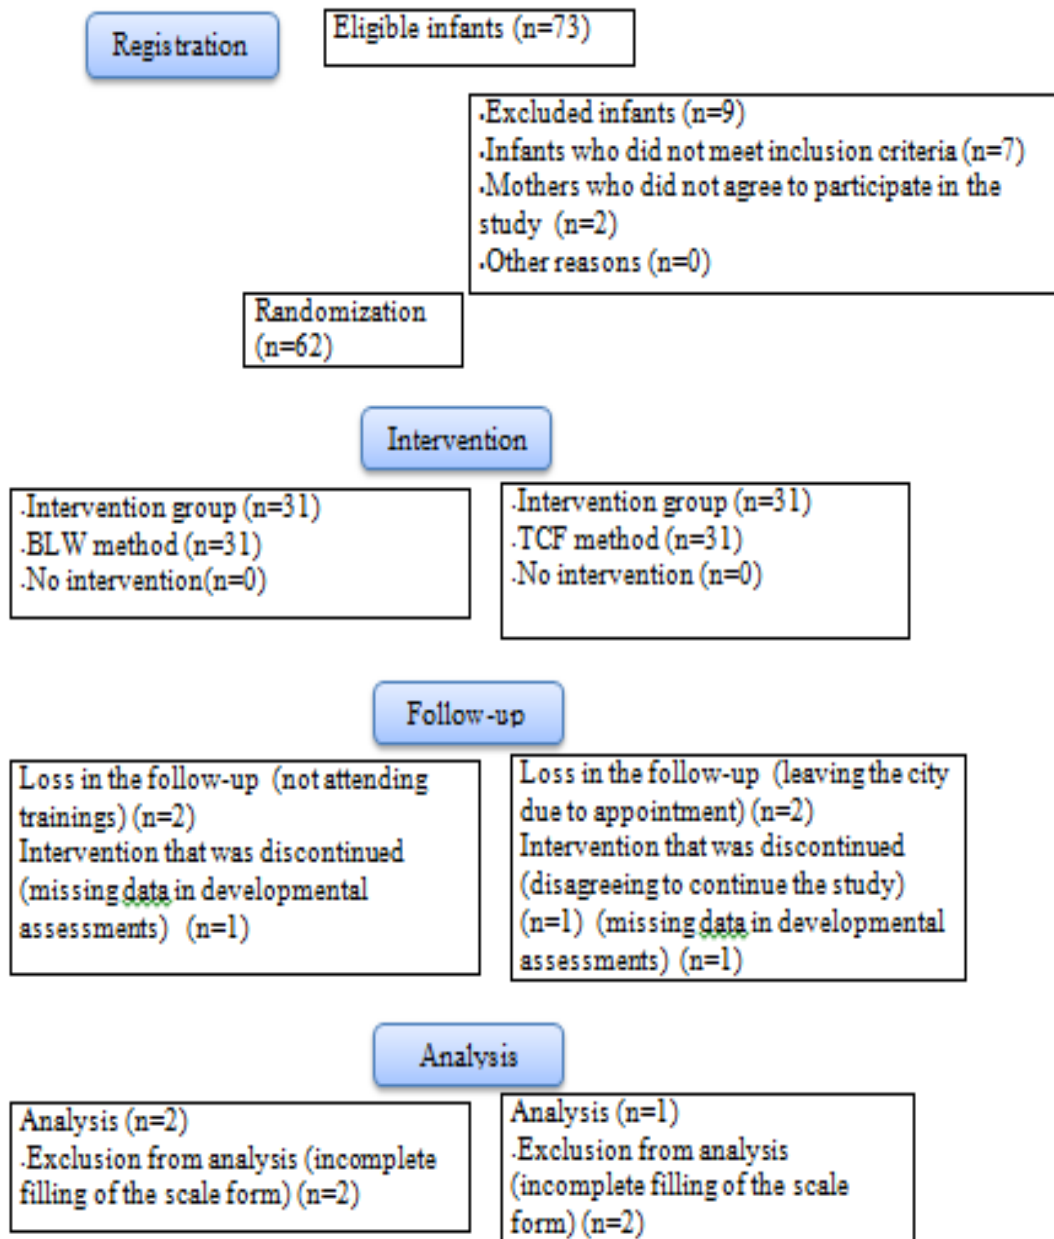 Registration
Eligible infants (n=73)
.Excluded infants (n=9)
.Infants who did not meet inclusion criteria (n=7)
.Mothers who did not agree to participate in the
study (n=2)
.Other reasons (n=0)
Randomization
(n=62)
Intervention
.Intervention group (n=31)
.BLW method (n=31)
.No intervention(n=0)
.Intervention group (n=31)
.TCF method (n=31)
.No intervention (n=0)
Follow-up
Loss in the follow-up (not attending
trainings) (n=2)
Intervention that was discontinued
(missing data in developmental
assessments) (n=1)
Loss in the follow-up (leaving the city
due to appointment) (n=2)
Intervention that was discontinued
(disagreeing to continue the study)
(n=1) (missing data in developmental
assessments) (n=1)
Analysis
Analysis (n=2)
.Exclusion from analysis (incomplete
filling of the scale form) (n=2)
Analysis (n=1)
.Exclusion from analysis
(incomplete filling of the scale
form) (n=2)